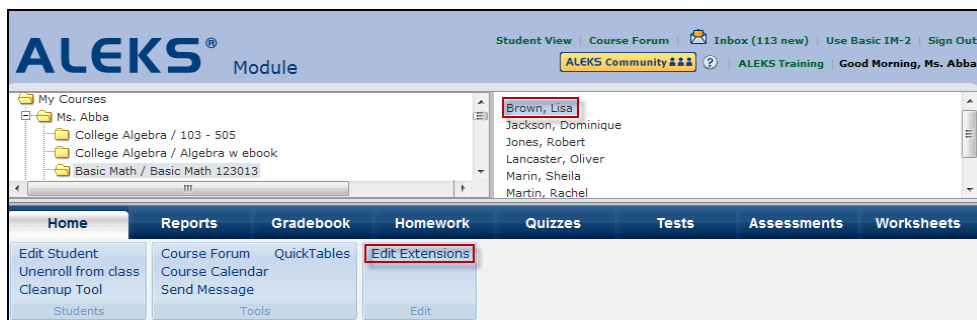 Student View | Course Forum | Inbox (113 new) | Use Basic IM-2 | Sign Out
ALEKS® Module
ALEKS Community ? | ALEKS Training | Good Morning, Ms. Abba
My Courses
Ms. Abba
College Algebra / 103 - 505
College Algebra / Algebra w ebook
Basic Math / Basic Math 123013
Brown, Lisa
Jackson, Dominique
Jones, Robert
Lancaster, Oliver
Marin, Sheila
Martin, Rachel
Home Reports Gradebook Homework Quizzes Tests Assessments Worksheets
Edit Student Course Forum QuickTables Edit Extensions
Unenroll from class Course Calendar
Cleanup Tool Send Message
Students Tools Edit